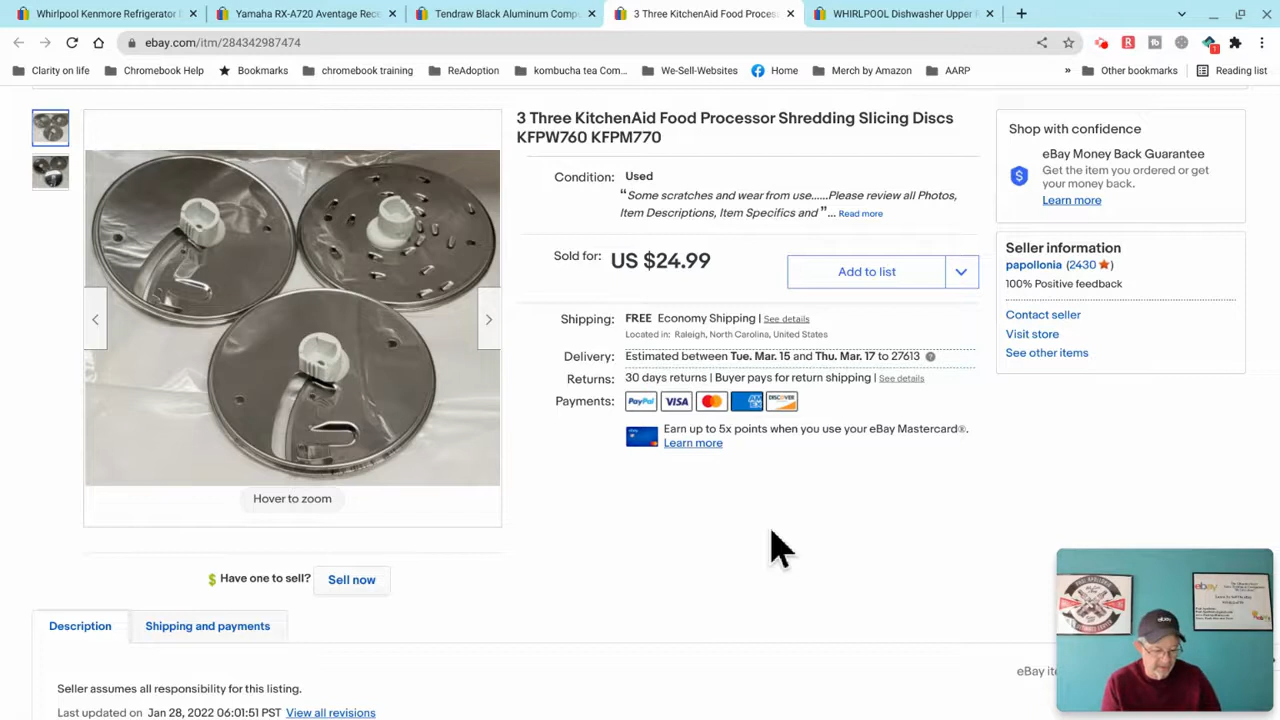 Whirlpool Kenmore Refrigerator
Yamaha RX-A720 Aventage Rece
Tendraw Black Aluminum Comp
3 Three KitchenAid Food Proces
WHIRLPOOL Dishwasher Upper
ebay.com/itm/284342987474
Clarity on life
Chromebook Help
Bookmarks
chromebook training
ReAdoption
kombucha tea Com...
We-Sell-Websites
Home
Merch by Amazon
AARP
»
Other bookmarks
Reading list
3 Three KitchenAid Food Processor Shredding Slicing Discs
KFPW760 KFPM770
Condition: Used
"Some scratches and wear from use......Please review all Photos,
Item Descriptions, Item Specifics and "... Read more
Sold for: US $24.99
Add to list
Shipping: FREE Economy Shipping | See details
Located in: Raleigh, North Carolina, United States
Delivery: Estimated between Tue. Mar. 15 and Thu. Mar. 17 to 27613
Returns: 30 days returns | Buyer pays for return shipping | See details
Payments: PayPal VISA DISCOVER
Earn up to 5x points when you use your eBay Mastercard®.
Learn more
Shop with confidence
eBay Money Back Guarantee
Get the item you ordered or get
your money back.
Learn more
Seller information
papollonia (2430)
100% Positive feedback
Contact seller
Visit store
See other items
Hover to zoom
Have one to sell? Sell now
Description
Shipping and payments
eBay ite
Seller assumes all responsibility for this listing.
Last updated on Jan 28, 2022 06:01:51 PST View all revisions
ebay